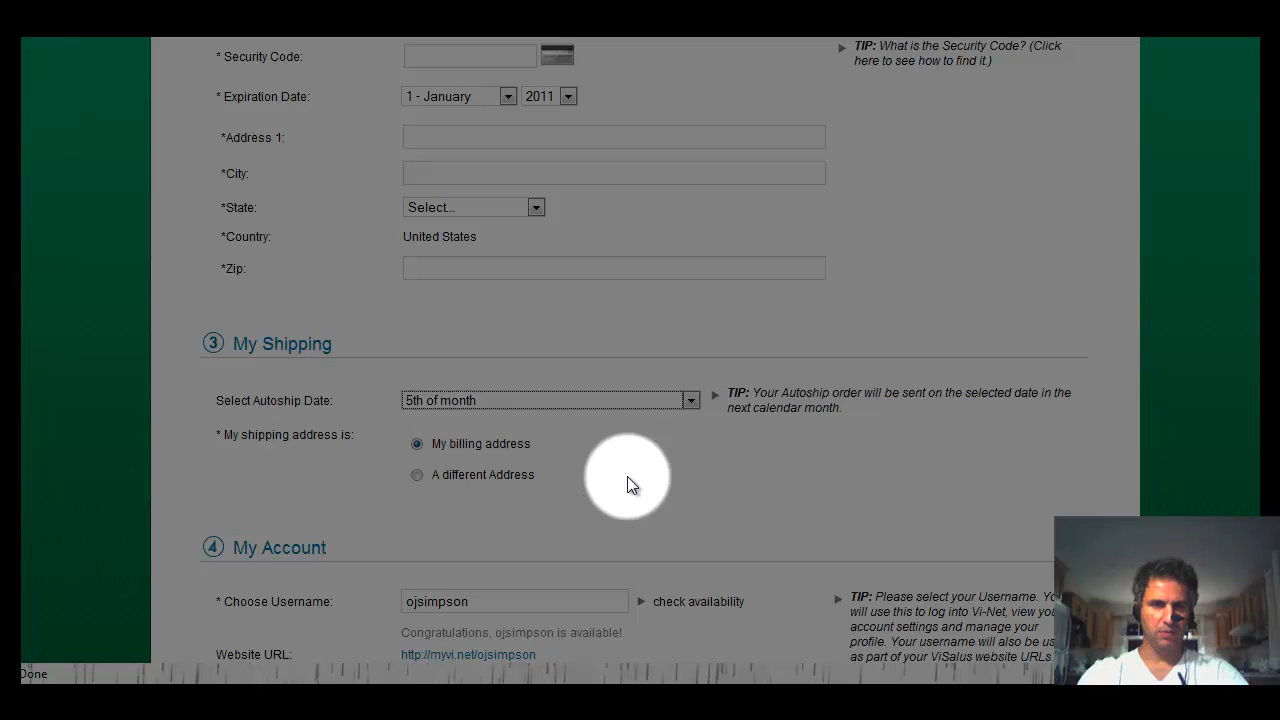 * Security Code:
TIP: What is the Security Code? (Click
here to see how to find it.)
* Expiration Date:
1 - January
2011
*Address 1:
*City:
*State:
Select...
*Country:
United States
*Zip:
3 My Shipping
Select Autoship Date:
5th of month
TIP: Your Autoship order will be sent on the selected date in the
next calendar month.
* My shipping address is:
My billing address
A different Address
4 My Account
* Choose Username:
ojsimpson
check availability
Congratulations, ojsimpson is available!
Website URL:
http://myvi.net/ojsimpson
TIP: Please select your Username.
will use this to log into Vi-Net, view
account settings and manage your
profile. Your username will also be
as part of your ViSalus website URLs.
Done